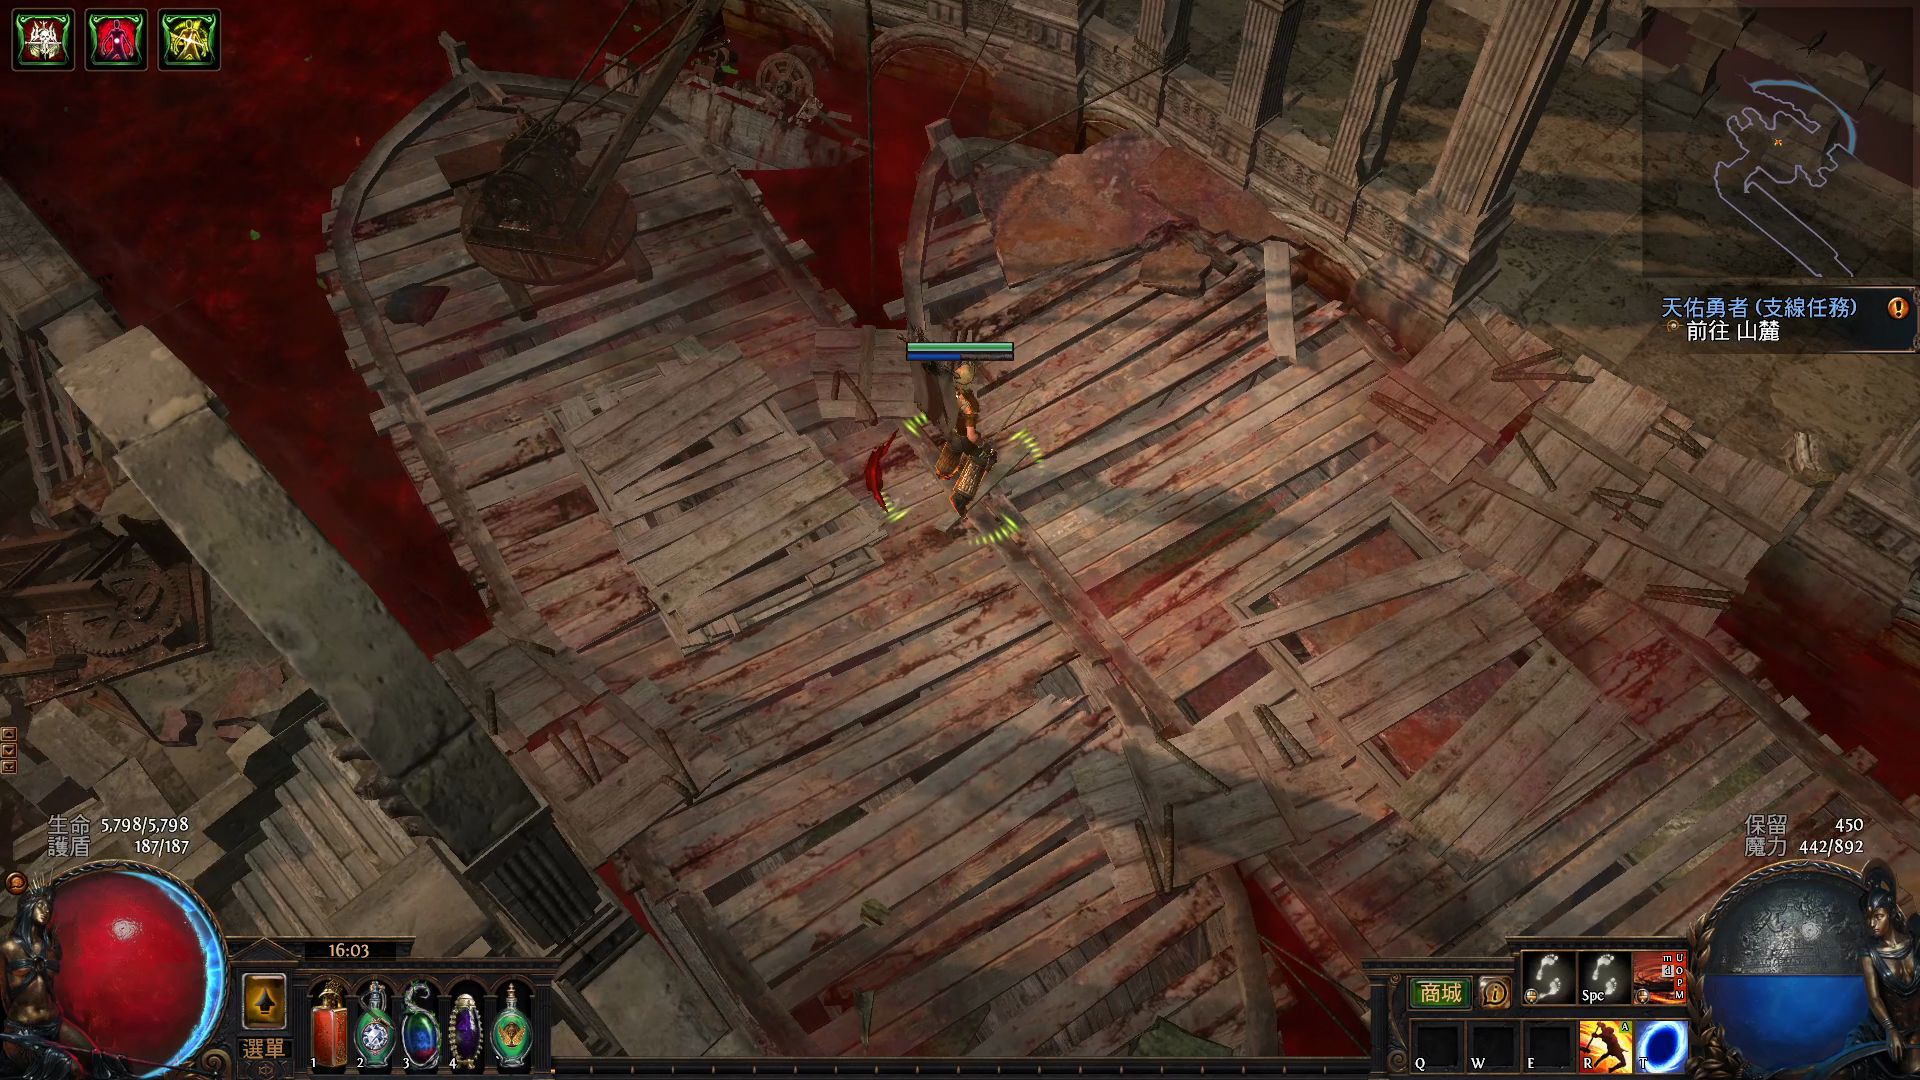 天佑勇者 (支線任務)
前往 山麓
生命 5,798/5,798
護盾 187/187
保留 450
魔力 442/892
16:03
選單
1 2 3 4 5
商城
Spc
Q W E R T
A